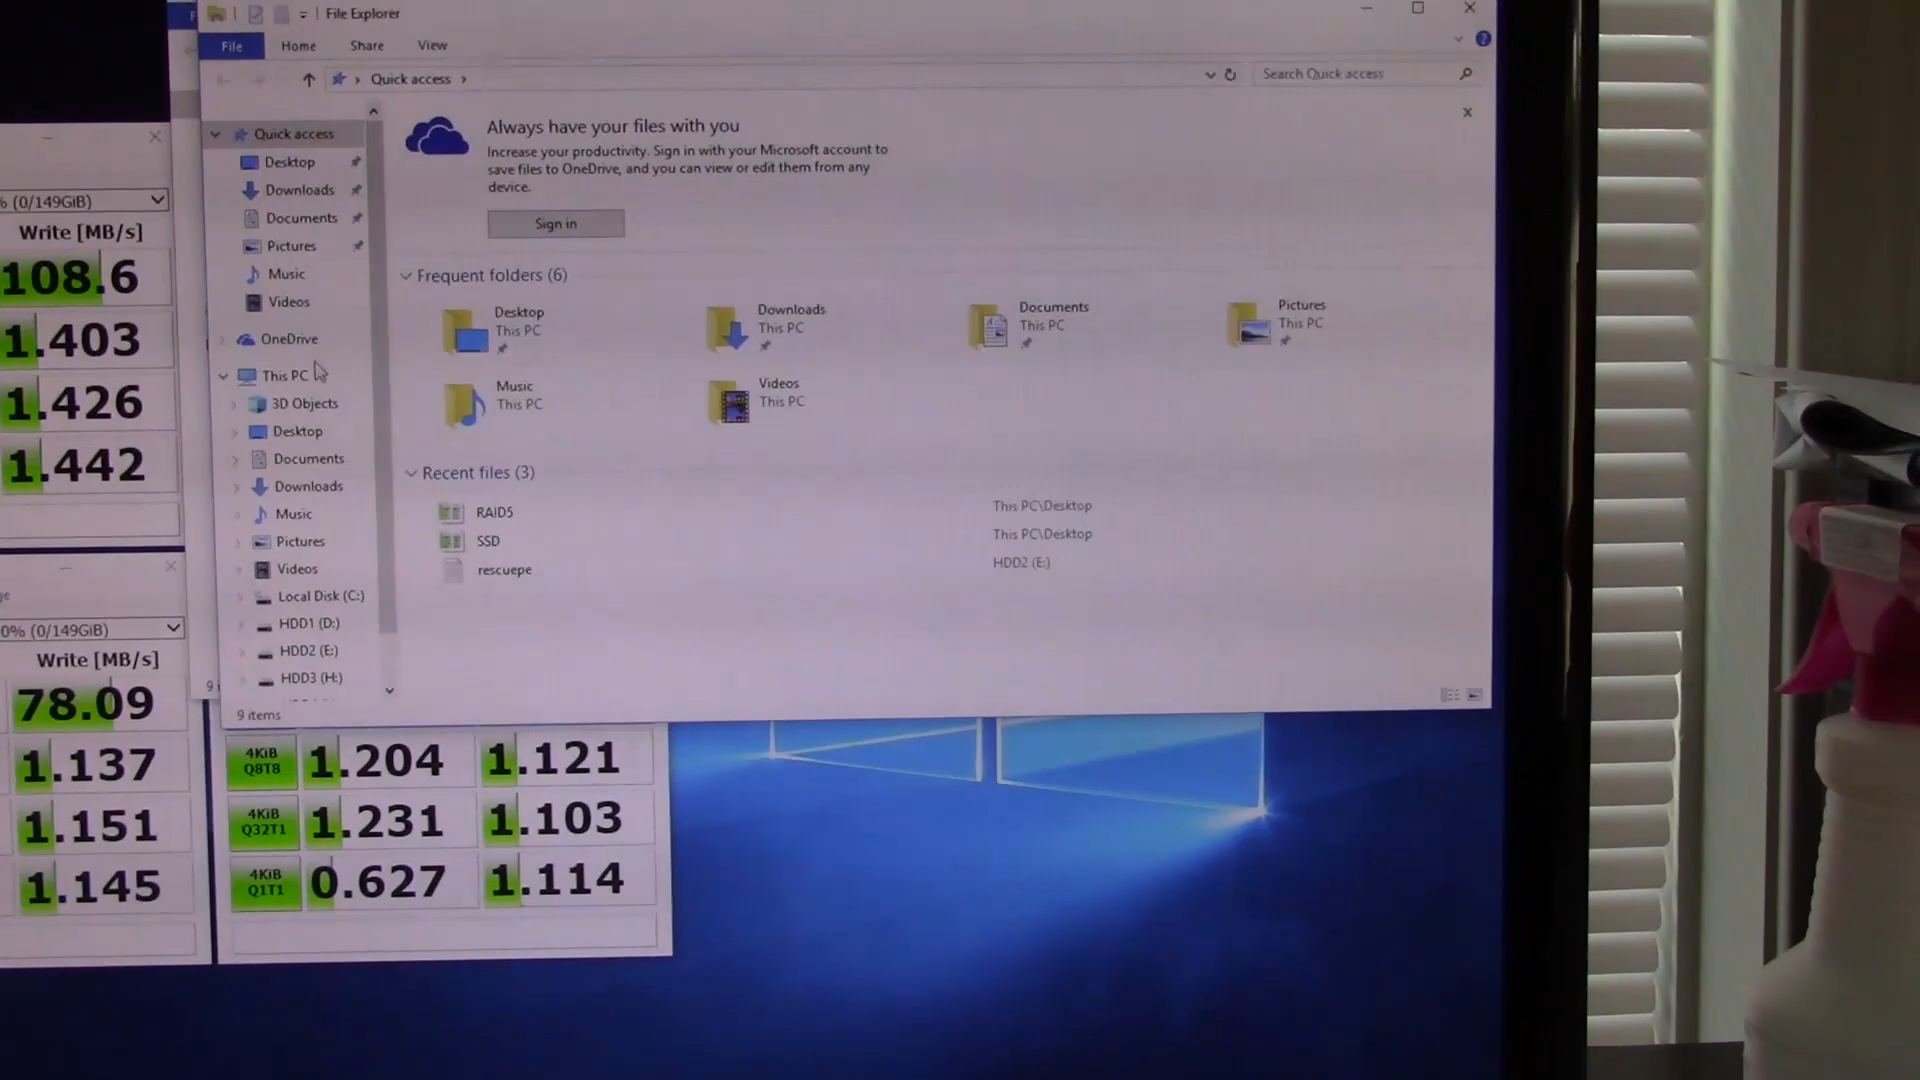 File Explorer
File Home Share View
Quick access
Search Quick access
Quick access
Desktop
Downloads
Documents
Pictures
Music
Videos
OneDrive
This PC
3D Objects
Desktop
Documents
Downloads
Music
Pictures
Videos
Local Disk (C:)
HDD1 (D:)
HDD2 (E:)
HDD3 (H:)
9 items
Always have your files with you
Increase your productivity. Sign in with your Microsoft account to
save files to OneDrive, and you can view or edit them from any
device.
Sign in
Frequent folders (6)
Desktop
This PC
Downloads
This PC
Documents
This PC
Pictures
This PC
Music
This PC
Videos
This PC
Recent files (3)
RAID5 This PC\Desktop
SSD This PC\Desktop
rescuepe HDD2 (E:)
% (0/149GiB)
Write [MB/s]
108.6
1.403
1.426
1.442
0% (0/149GiB)
Write [MB/s]
78.09
1.137
1.151
1.145
4KiB
Q8T8
1.204 1.121
4KiB
Q32T1
1.231 1.103
4KiB
Q1T1
0.627 1.114